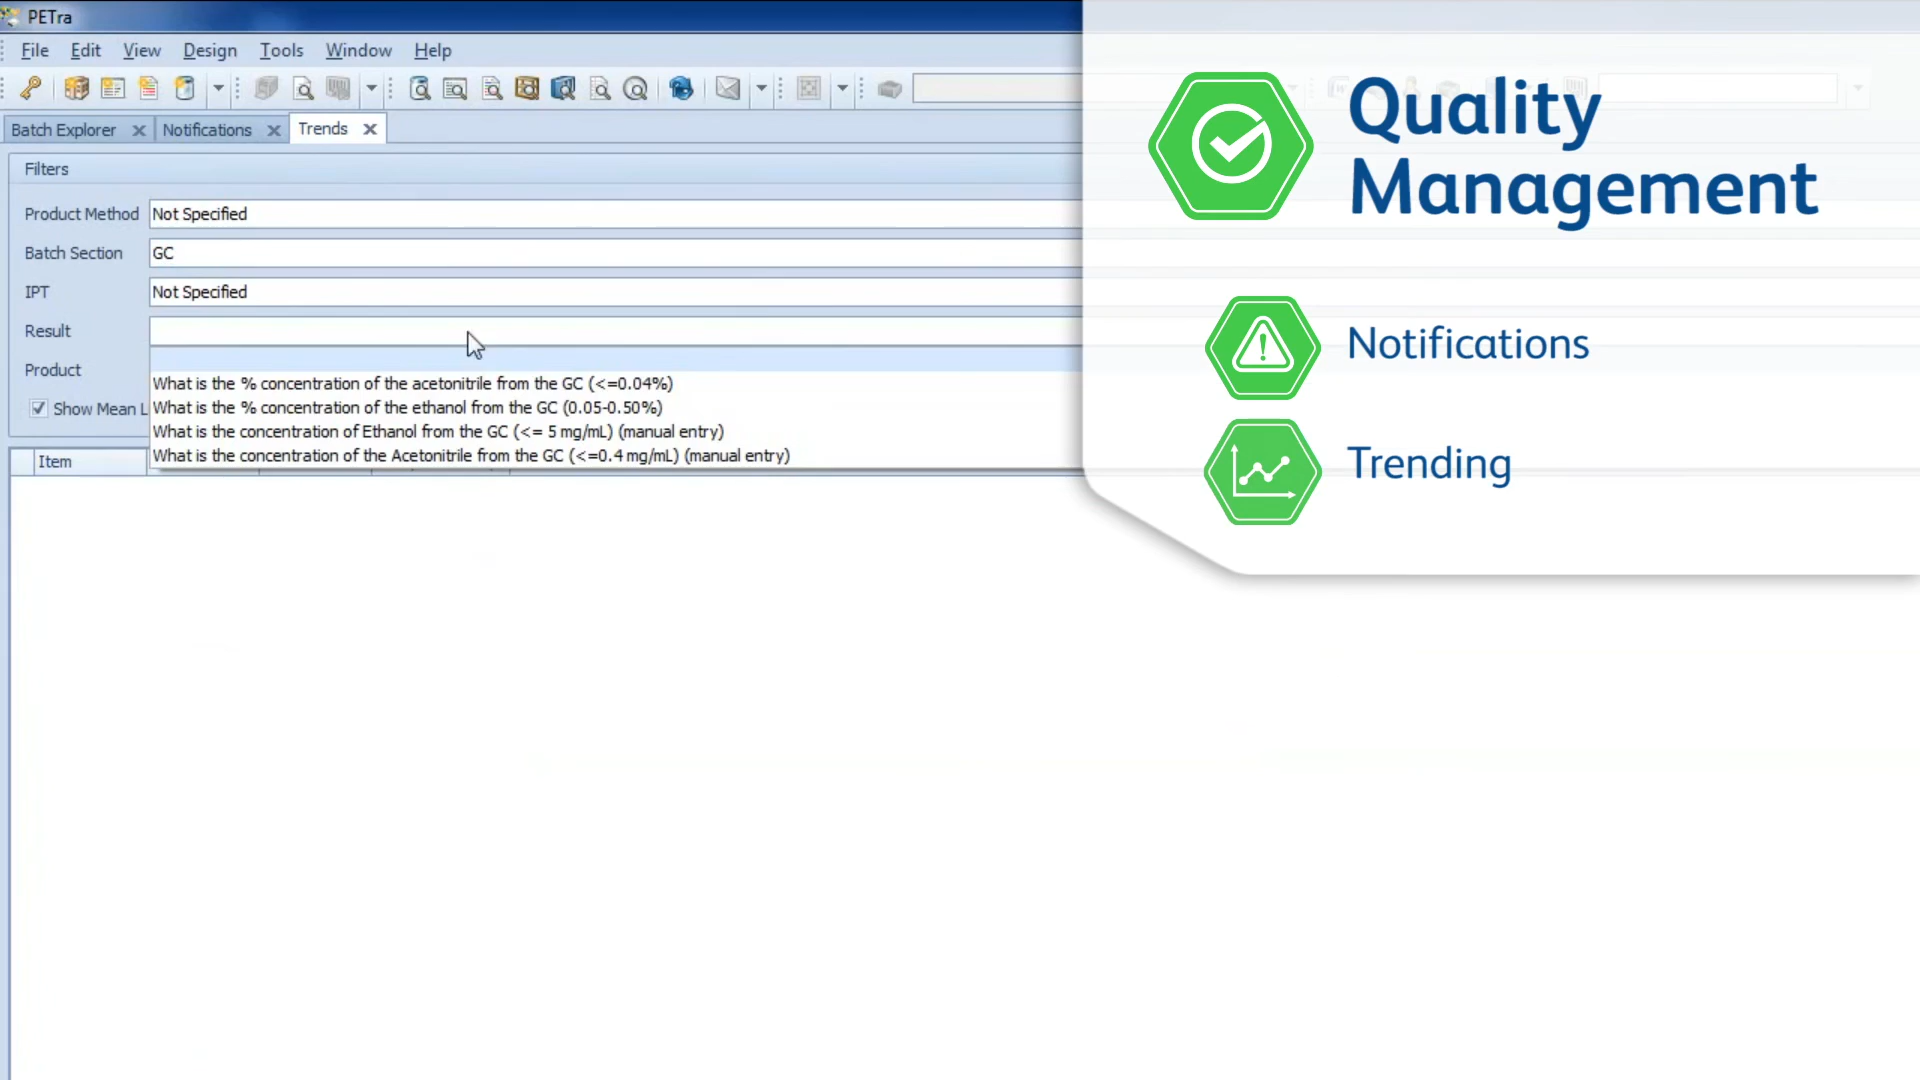 PETra
File Edit View Design Tools Window Help
Batch Explorer Notifications Trends
Filters
Product Method Not Specified
Batch Section GC
IPT Not Specified
Result
Product
What is the % concentration of the acetonitrile from the GC (<=0.04%)
What is the % concentration of the ethanol from the GC (0.05-0.50%)
Show Mean L
What is the concentration of Ethanol from the GC (<= 5 mg/mL) (manual entry)
What is the concentration of the Acetonitrile from the GC (<=0.4 mg/mL) (manual entry)
Item
Quality
Management
Notifications
Trending